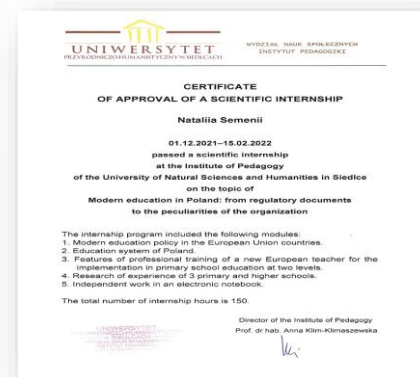 UNIWERSYTET
PRZYRODNICZO-HUMANISTYCZNY W SIEDLCACH
WYDZIAŁ NAUK SPOŁECZNYCH
INSTYTUT PEDAGOGIKI
CERTIFICATE
OF APPROVAL OF A SCIENTIFIC INTERNSHIP
Nataliia Semenii
01.12.2021–15.02.2022
passed a scientific internship
at the Institute of Pedagogy
of the University of Natural Sciences and Humanities in Siedlce
on the topic of
Modern education in Poland: from regulatory documents
to the peculiarities of the organization
The internship program included the following modules:
1. Modern education policy in the European Union countries.
2. Education system of Poland.
3. Features of professional training of a new European teacher for the
implementation in primary school education at two levels.
4. Research of experience of 3 primary and higher schools.
5. Independent work in an electronic notebook.
The total number of internship hours is 150.
Director of the Institute of Pedagogy
Prof. dr hab. Anna Klim-Klimaszewska
UNIWERSYTET